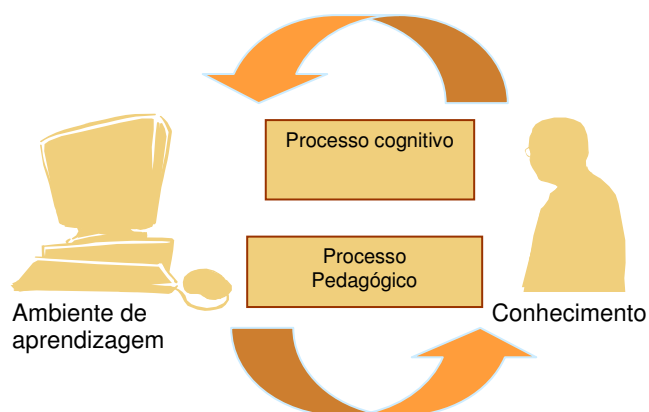 Processo cognitivo
Processo
Pedagógico
Ambiente de
aprendizagem
Conhecimento